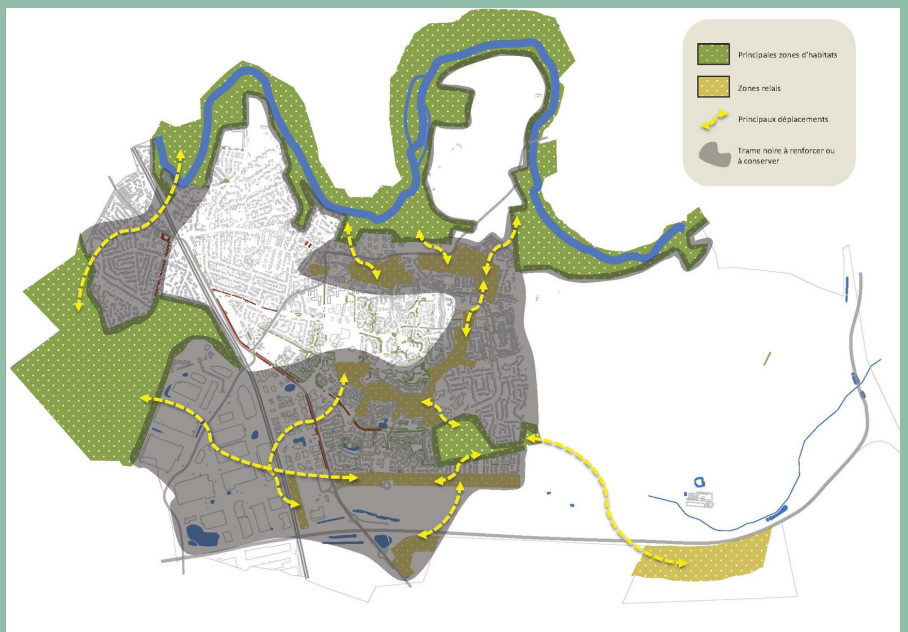 Principales zones d'habitats
Zones relais
Principaux déplacements
Trame noire à renforcer ou
à conserver